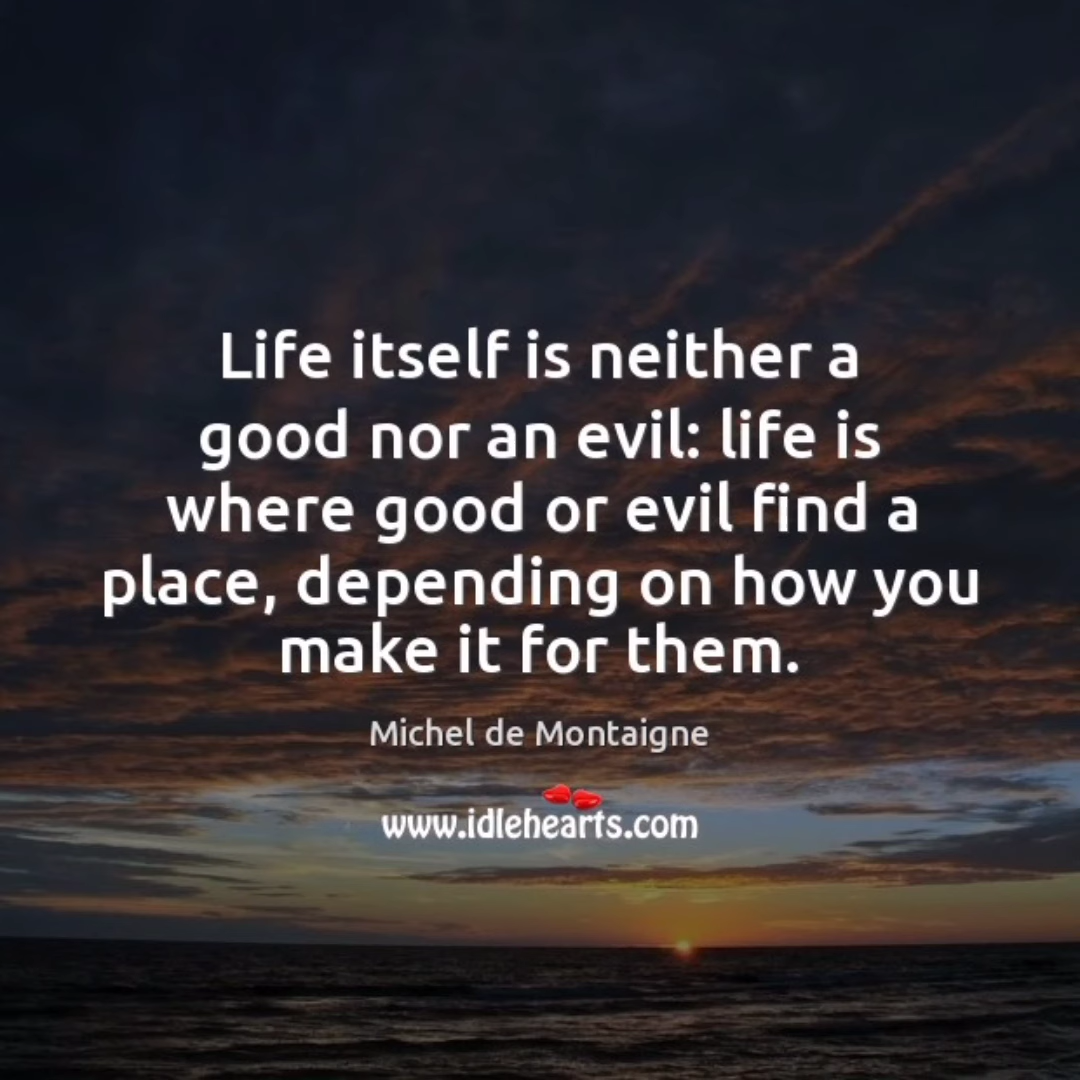 Life itself is neither a
good nor an evil: life is
where good or evil find a
place, depending on how you
make it for them.
Michel de Montaigne
www.idlehearts.com